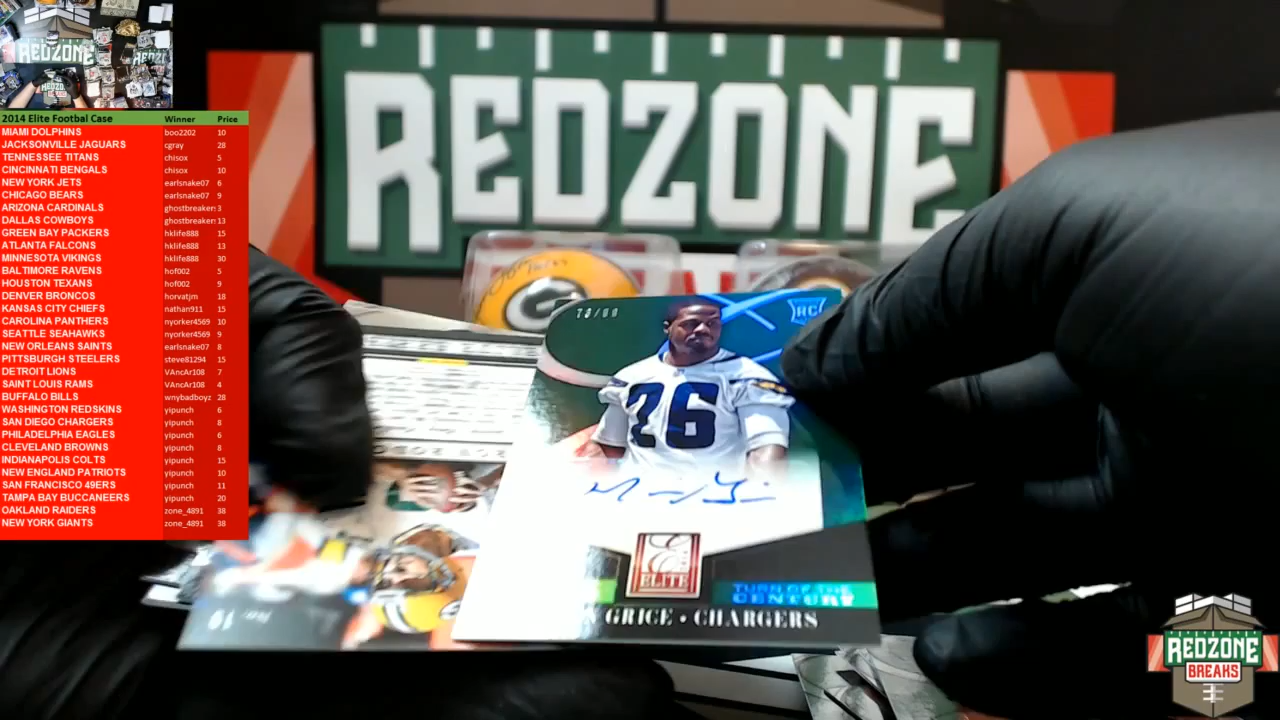 REDZONE
2014 Elite Footbal Case Winner Price
MIAMI DOLPHINS boo2202 10
JACKSONVILLE JAGUARS cgray 28
TENNESSEE TITANS chisox 5
CINCINNATI BENGALS chisox 10
NEW YORK JETS earlsnake07 6
CHICAGO BEARS earlsnake07 9
ARIZONA CARDINALS ghostbreaker 3
DALLAS COWBOYS ghostbreaker 13
GREEN BAY PACKERS hklife888 15
ATLANTA FALCONS hklife888 13
MINNESOTA VIKINGS hklife888 30
BALTIMORE RAVENS hof002 5
HOUSTON TEXANS hof002 9
DENVER BRONCOS horvatjm 18
KANSAS CITY CHIEFS nathan911 15
CAROLINA PANTHERS nyorker4569 10
SEATTLE SEAHAWKS nyorker4569 9
NEW ORLEANS SAINTS earlsnake07 8
PITTSBURGH STEELERS steve81294 15
DETROIT LIONS VAncAr108 7
SAINT LOUIS RAMS VAncAr108 4
BUFFALO BILLS wnybadboyz 28
WASHINGTON REDSKINS yipunch 6
SAN DIEGO CHARGERS yipunch 8
PHILADELPHIA EAGLES yipunch 6
CLEVELAND BROWNS yipunch 8
INDIANAPOLIS COLTS yipunch 15
NEW ENGLAND PATRIOTS yipunch 10
SAN FRANCISCO 49ERS yipunch 11
TAMPA BAY BUCCANEERS yipunch 20
OAKLAND RAIDERS zone_4891 38
NEW YORK GIANTS zone_4891 38
REDZONE
RC
76
ELITE
TURN OF THE
CENTURY
GRICE • CHARGERS
REDZONE
BREAKS